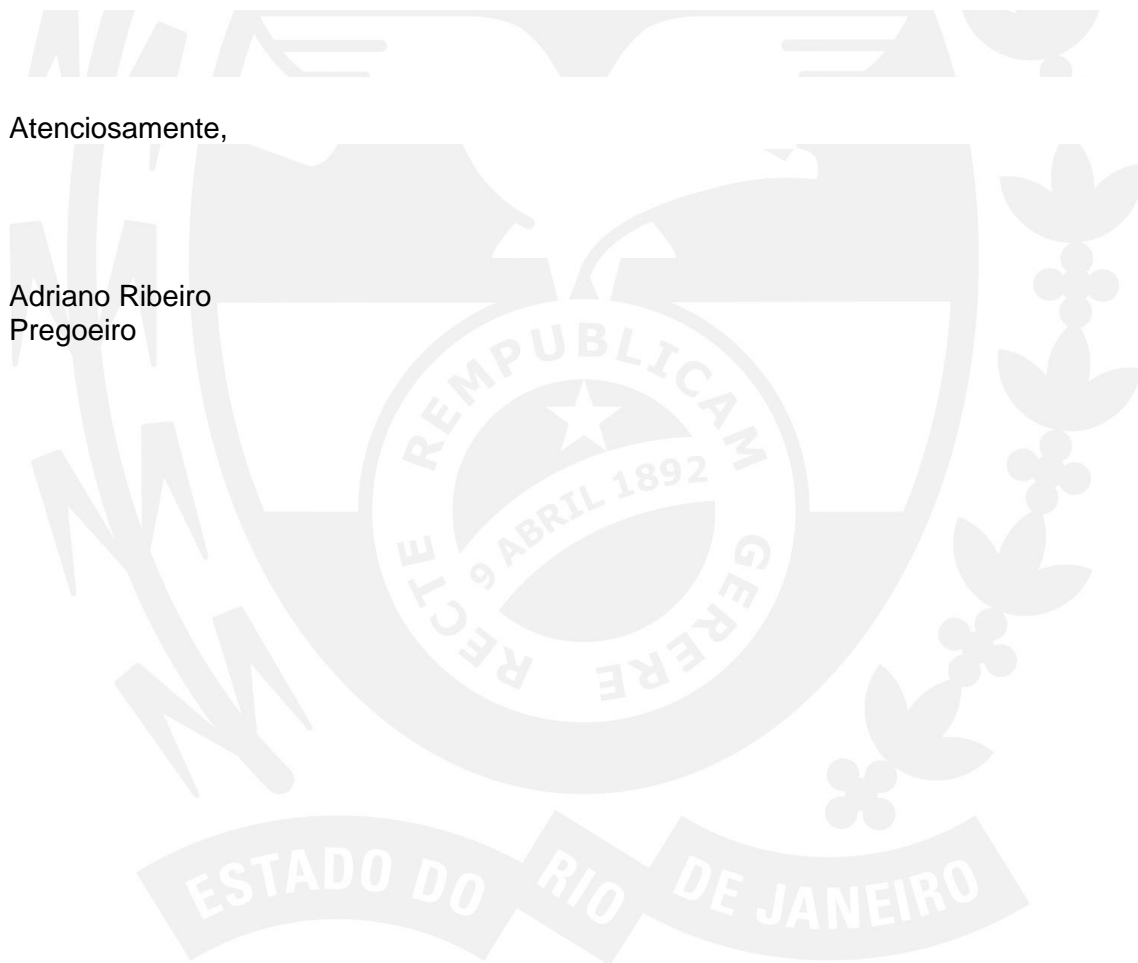 Atenciosamente,
Adriano Ribeiro
Pregoeiro
RECTE REMPUBLICAM GERERE
9 ABRIL 1892
ESTADO DO RIO DE JANEIRO